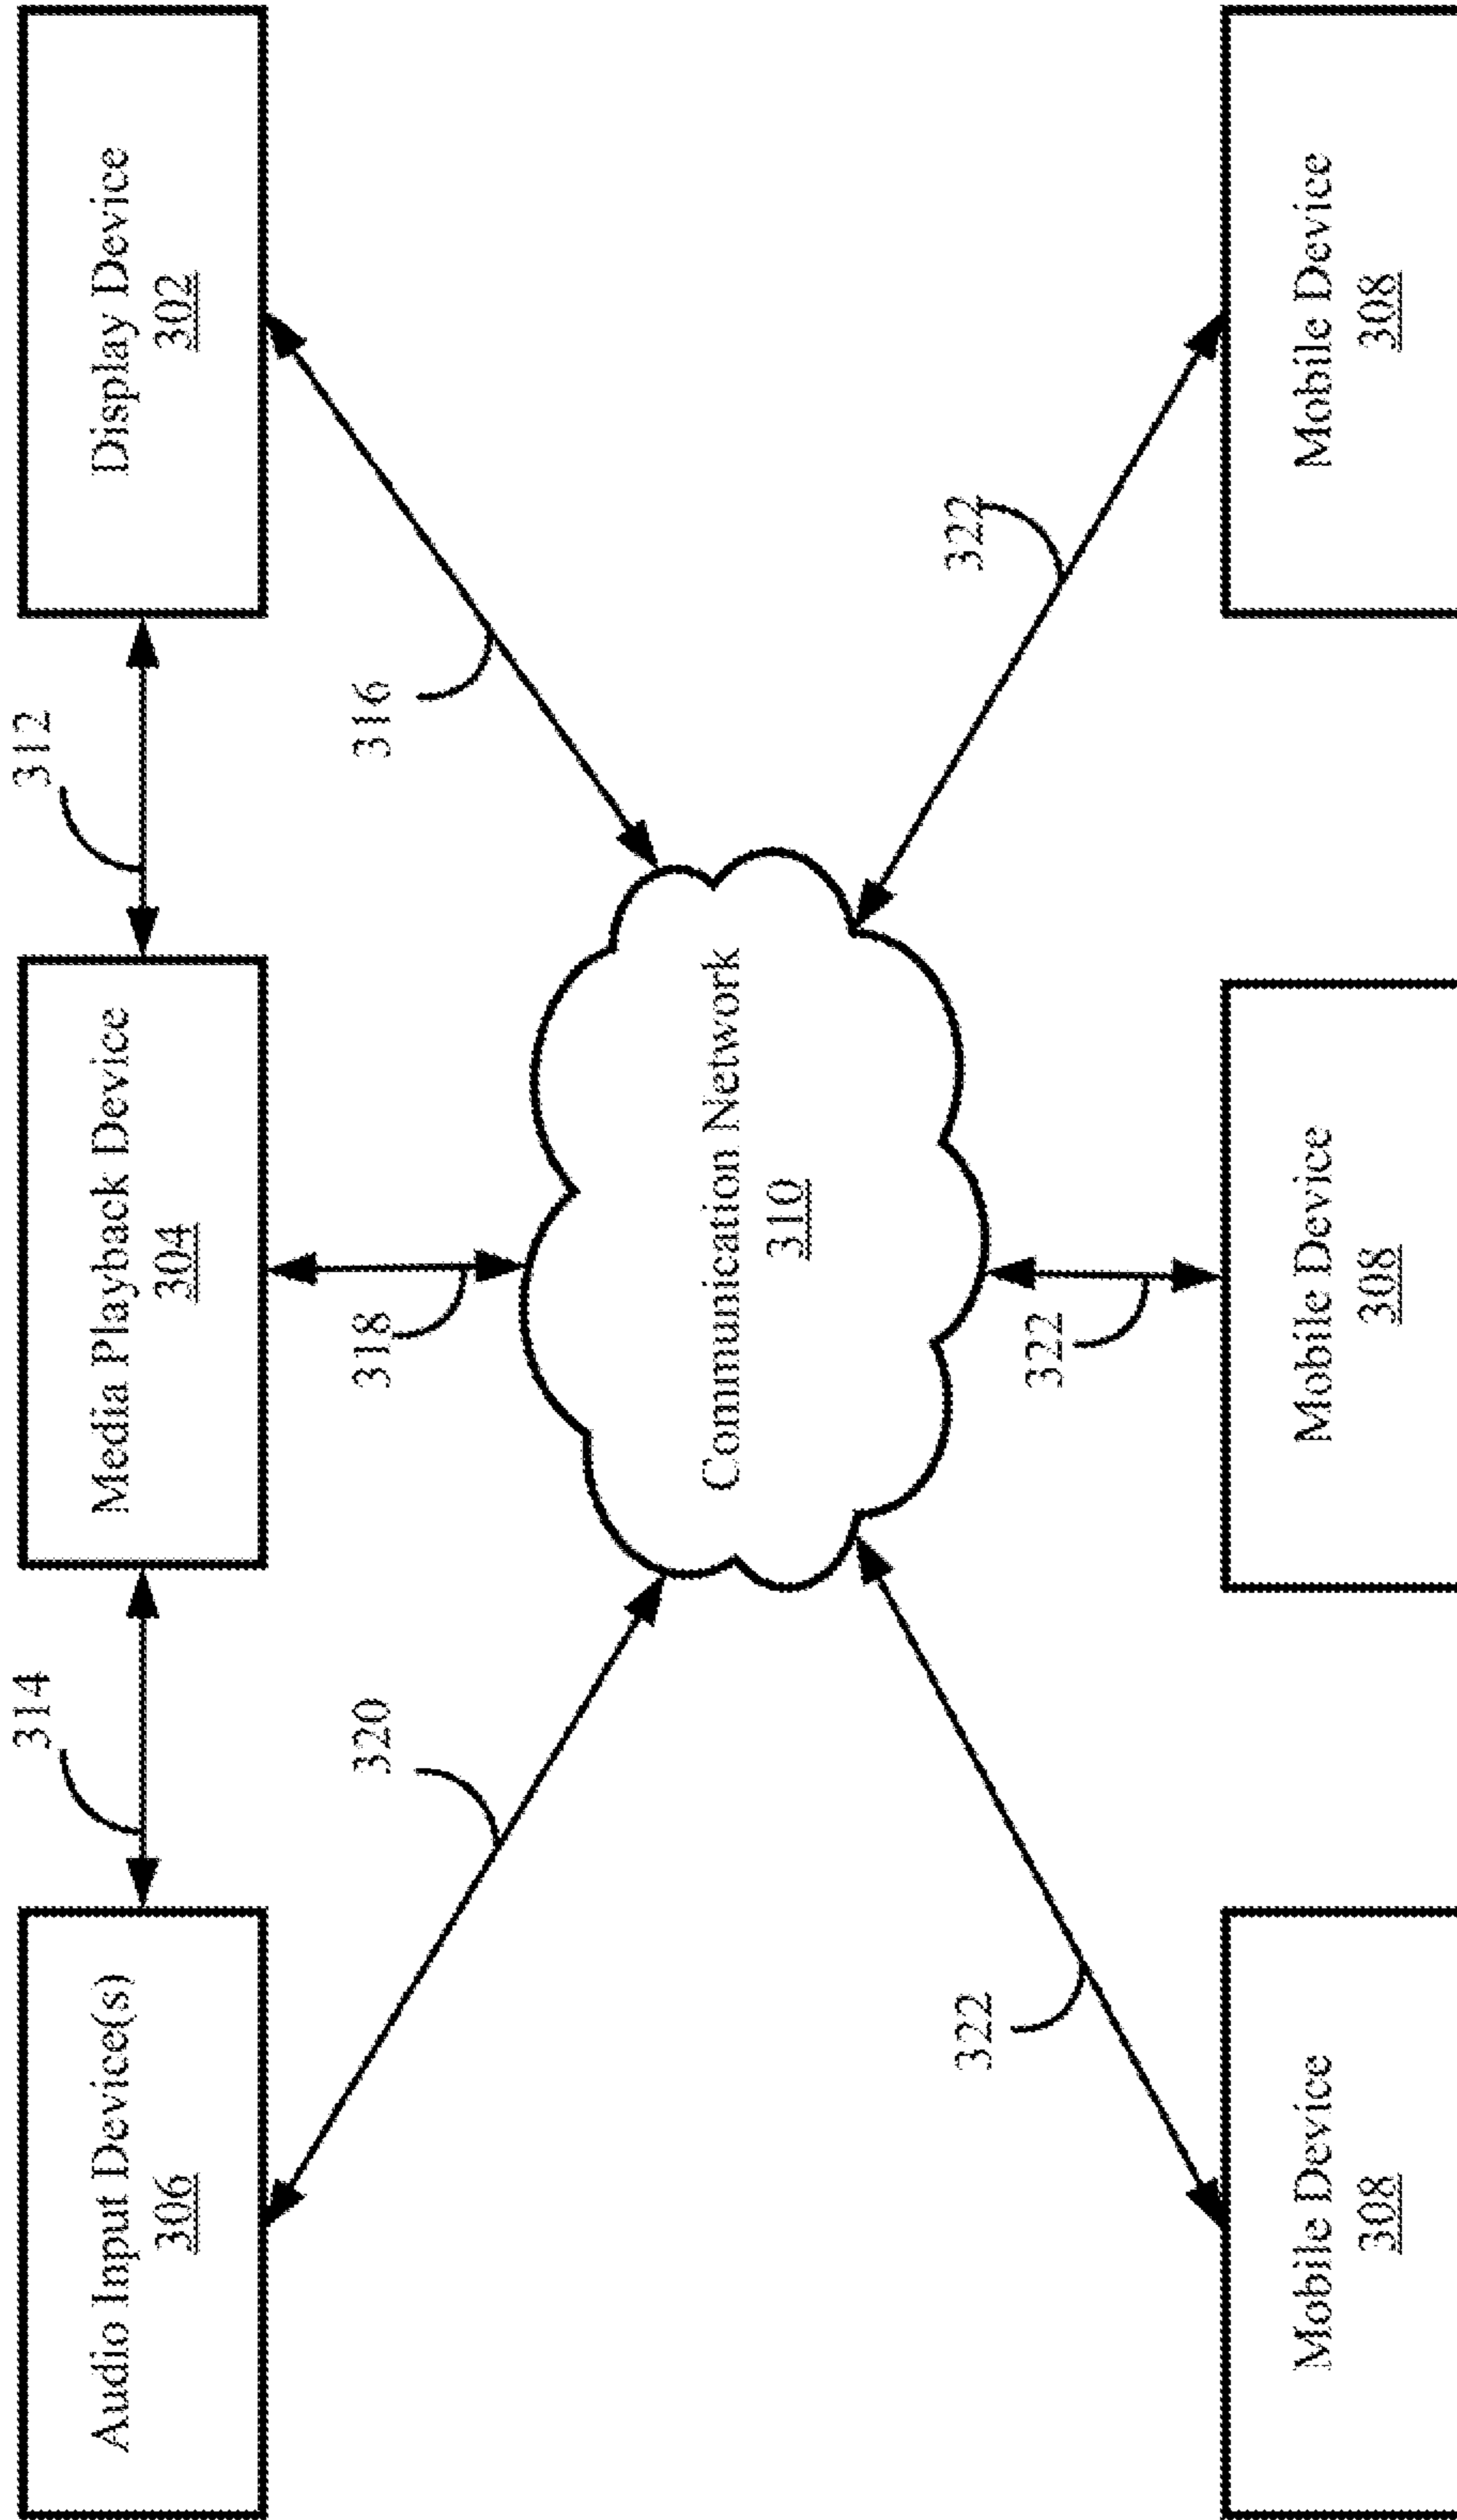 314
312
Audio Input Device(s)
306
Media Playback Device
304
Display Device
302
320
318
316
Communication Network
310
322
322
322
Mobile Device
308
Mobile Device
308
Mobile Device
308